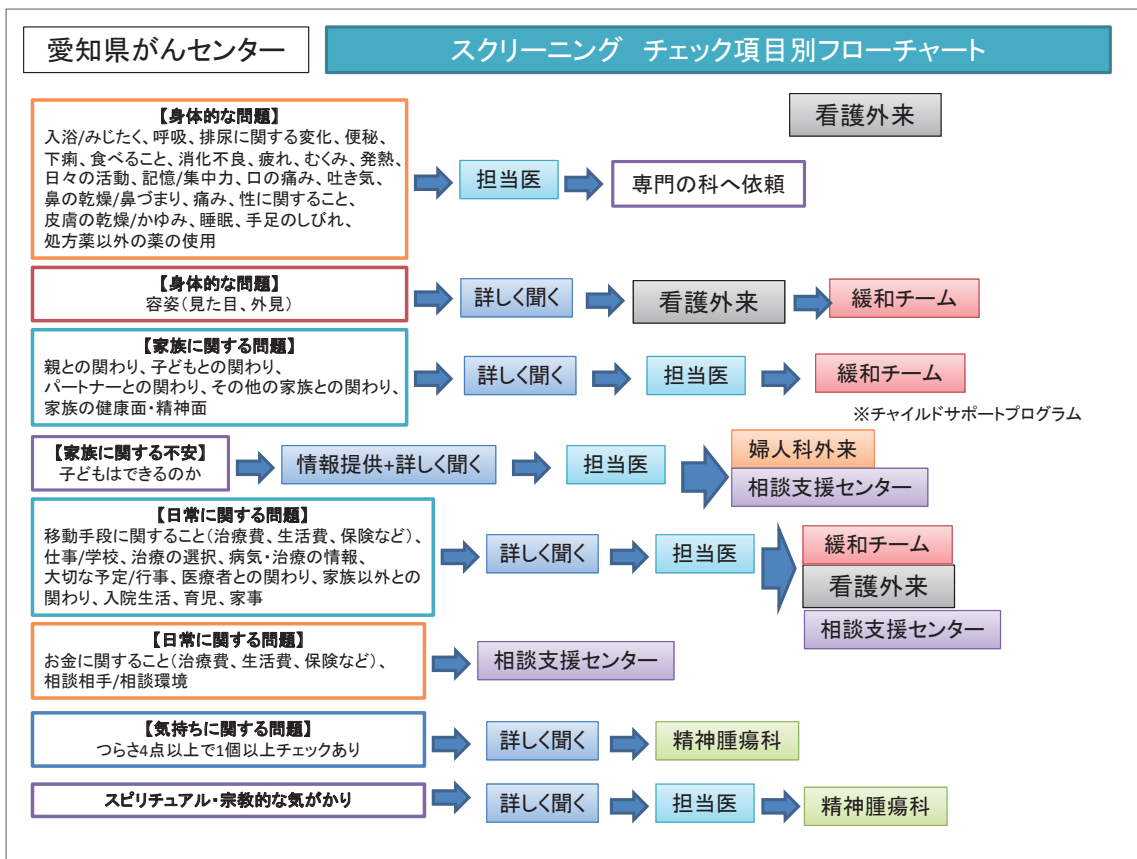 愛知県がんセンター
スクリーニング チェック項目別フローチャート
看護外来
【身体的な問題】
入浴/みじたく、呼吸、排尿に関する変化、便秘、
下痢、食べること、消化不良、疲れ、むくみ、発熱、
日々の活動、記憶/集中力、口の痛み、吐き気、
鼻の乾燥/鼻づまり、痛み、性に関すること、
皮膚の乾燥/かゆみ、睡眠、手足のしびれ、
処方薬以外の薬の使用
担当医
専門の科へ依頼
【身体的な問題】
容姿(見た目、外見)
詳しく聞く
看護外来
緩和チーム
【家族に関する問題】
親との関わり、子どもとの関わり、
パートナーとの関わり、その他の家族との関わり、
家族の健康面・精神面
詳しく聞く
担当医
緩和チーム
※チャイルドサポートプログラム
【家族に関する不安】
子どもはできるのか
情報提供+詳しく聞く
担当医
婦人科外来
相談支援センター
【日常に関する問題】
移動手段に関すること(治療費、生活費、保険など)、
仕事/学校、治療の選択、病気・治療の情報、
大切な予定/行事、医療者との関わり、家族以外との
関わり、入院生活、育児、家事
詳しく聞く
担当医
緩和チーム
看護外来
相談支援センター
【日常に関する問題】
お金に関すること(治療費、生活費、保険など)、
相談相手/相談環境
相談支援センター
【気持ちに関する問題】
つらさ4点以上で1個以上チェックあり
詳しく聞く
精神腫瘍科
スピリチュアル・宗教的な気がかり
詳しく聞く
担当医
精神腫瘍科